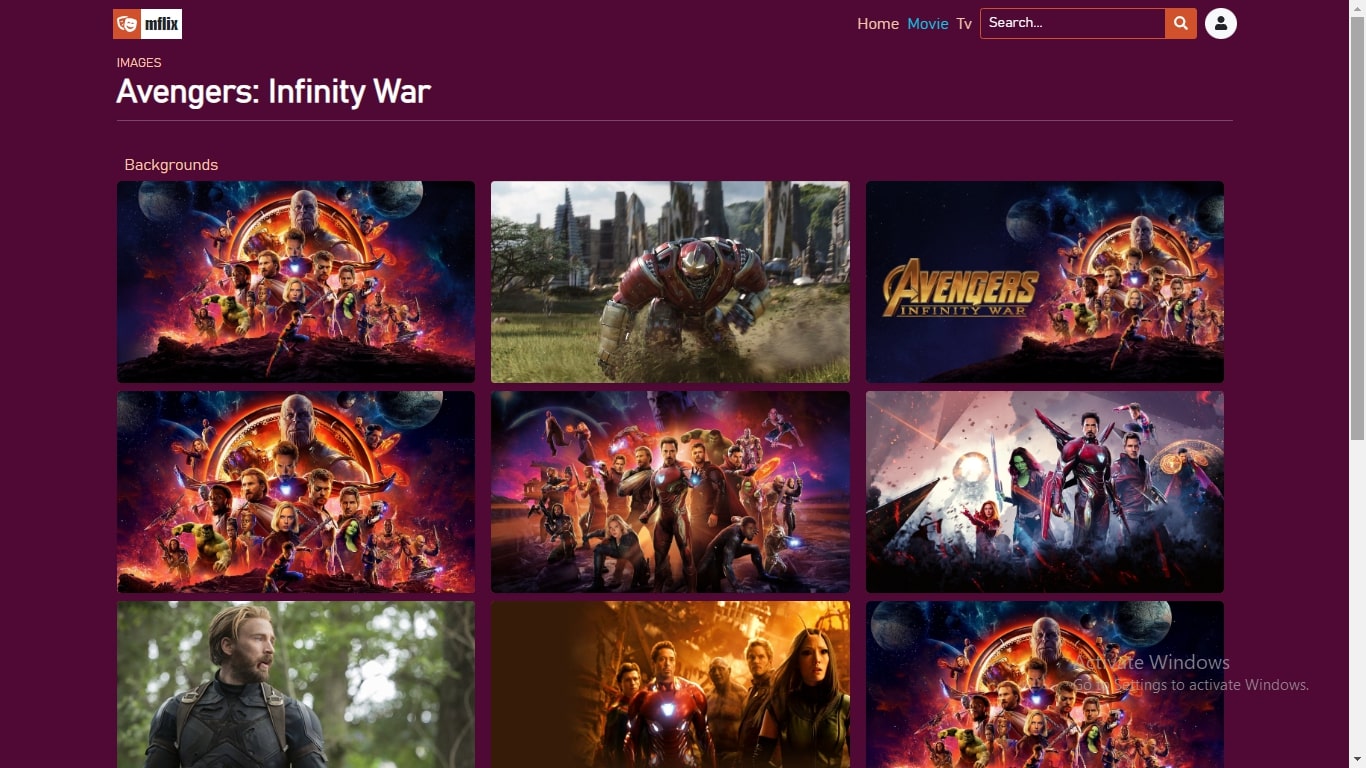 mflix
Home Movie Tv Search...
IMAGES
Avengers: Infinity War
Backgrounds
AVENGERS
INFINITY WAR
Activate Windows
Go to Settings to activate Windows.